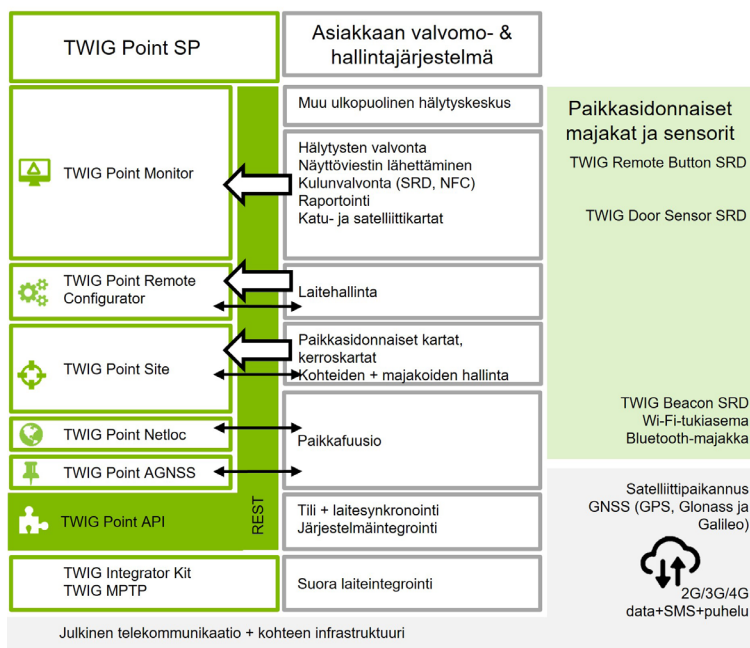 TWIG Point SP
Asiakkaan valvomo- &
hallintajärjestelmä
TWIG Point Monitor
TWIG Point Remote
Configurator
TWIG Point Site
TWIG Point Netloc
TWIG Point AGNSS
TWIG Point API
REST
TWIG Integrator Kit
TWIG MPTP
Muu ulkopuolinen hälytyskeskus
Hälytysten valvonta
Näyttöviestin lähettäminen
Kulunvalvonta (SRD, NFC)
Raportointi
Katu- ja satelliittikartat
Laitehallinta
Paikkasidonnaiset kartat,
kerroskartat
Kohteiden + majakoiden hallinta
Paikkafuusio
Tili + laitesynkronointi
Järjestelmäintegrointi
Suora laiteintegrointi
Paikkasidonnaiset
majakat ja sensorit
TWIG Remote Button SRD
TWIG Door Sensor SRD
TWIG Beacon SRD
Wi-Fi-tukiasema
Bluetooth-majakka
Satelliittipaikannus
GNSS (GPS, Glonass ja
Galileo)
2G/3G/4G
data+SMS+puhelu
Julkinen telekommunikaatio + kohteen infrastruktuuri